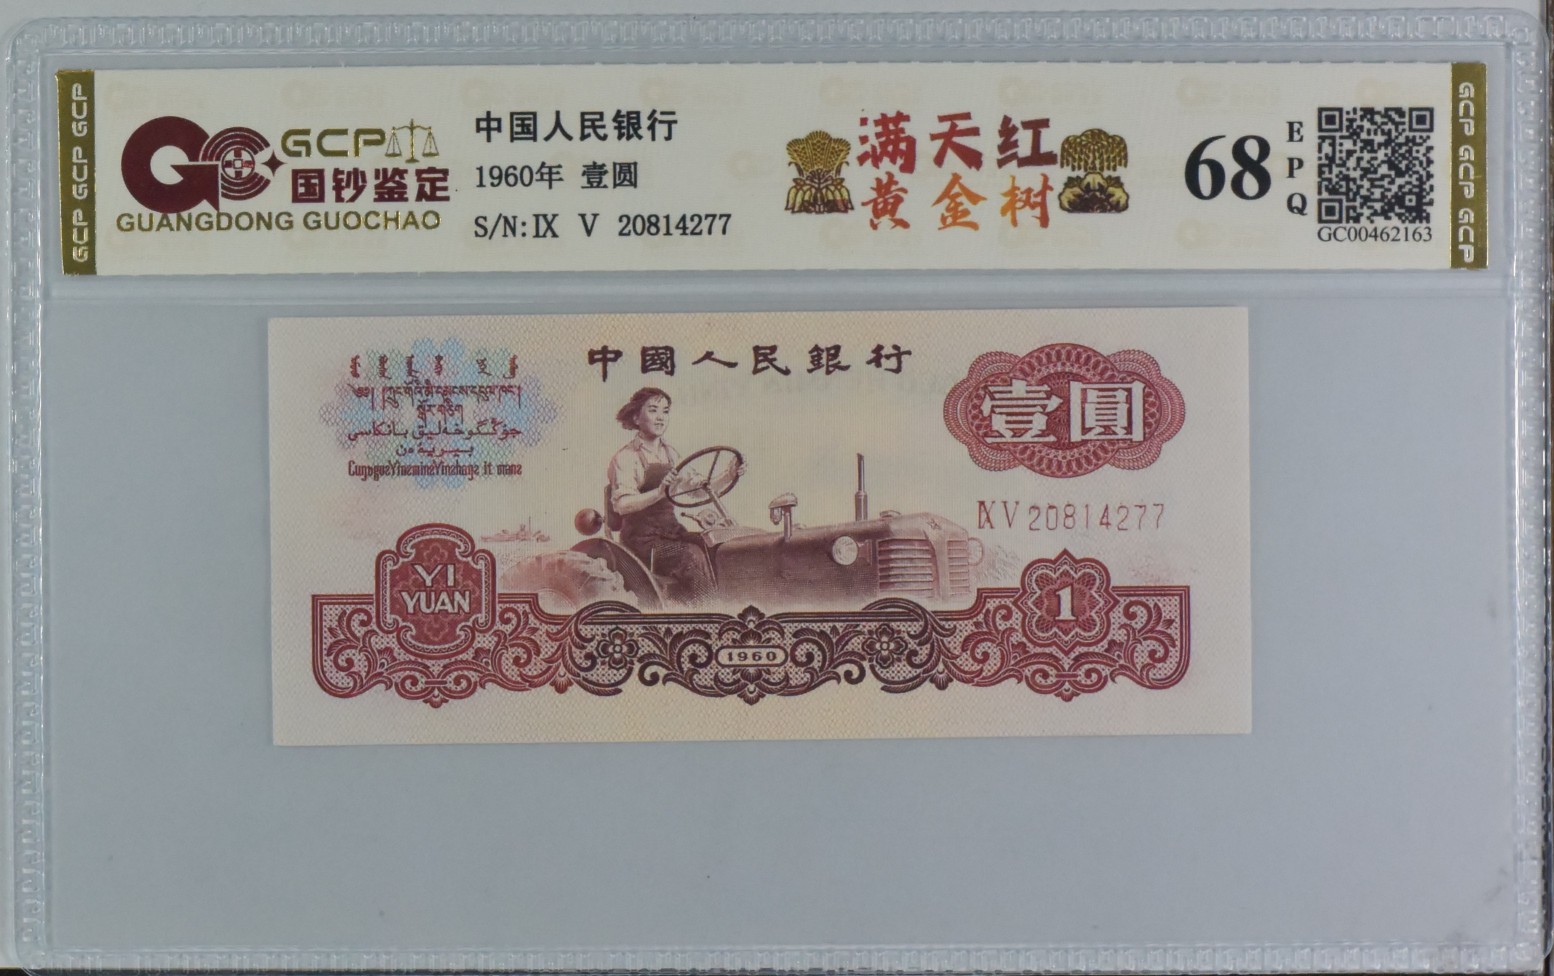 GCP GCP GCP
GCP
国钞鉴定
GUANGDONG GUOCHAO
中国人民银行
1960年 壹圆
S/N:IX V 20814277
满天红
黄金树
68
EPQ
GC00462163
GCP GCP GCP
中國人民銀行
壹圓
IX V 20814277
YI
YUAN
1960
1